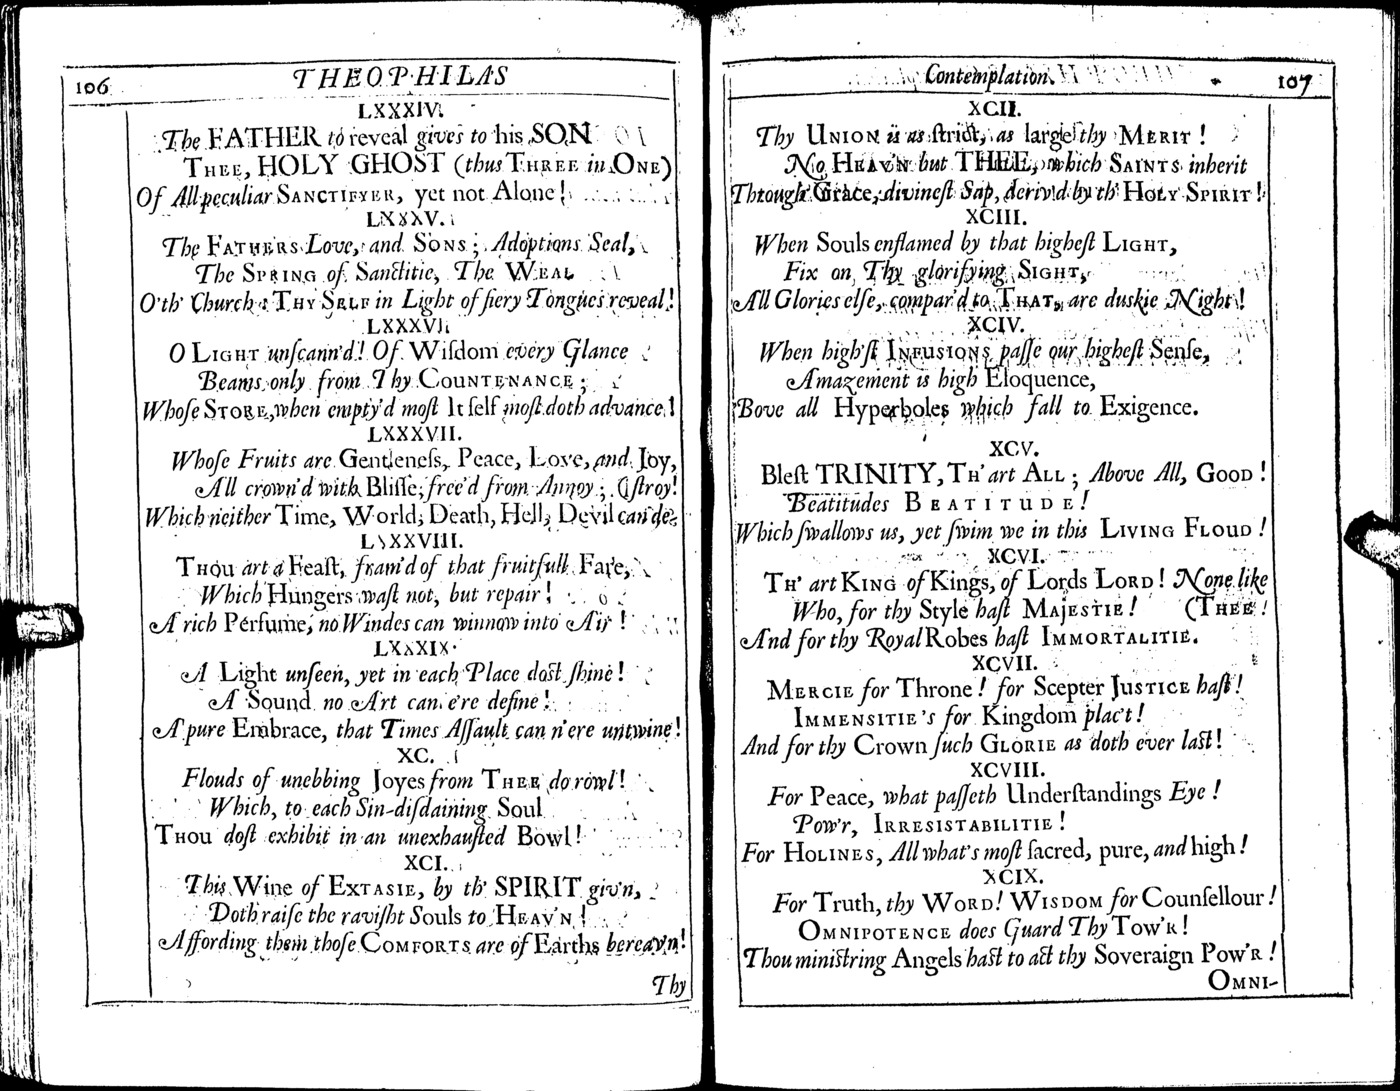 106 THEOPHILAS
LXXXIV.
The FATHER to reveal gives to his SON
THEE, HOLY GHOST (thus THREE in ONE)
Of All peculiar SANCTIFYER, yet not Alone!
LXXXV.
The FATHERS Love, and SONS; Adoptions Seal,
The SPRING of Sanctitie, The WEAL
O'th' Church: THY SELF in Light of fiery Tongues reveal!
LXXXVI.
O LIGHT unſcann'd! Of Wiſdom every Glance
Beams only from Thy COUNTENANCE;
Whoſe STORE, when empty'd moſt It ſelf moſt doth advance!
LXXXVII.
Whoſe Fruits are Gentleneſs, Peace, Love, and Joy,
All crown'd with Bliſſe, free'd from Annoy; (ſtroy!
Which neither Time, World, Death, Hell, Devil can de-
LXXXVIII.
THOU art a Feaſt, fram'd of that fruitfull Fare,
Which Hungers waſt not, but repair!
A rich Perfume, no Windes can winnow into Air!
LXXXIX.
A Light unſeen, yet in each Place doſt ſhine!
A Sound no Art can e're define!
A pure Embrace, that Times Aſſault can n'ere untwine!
XC.
Flouds of unebbing Joyes from THEE do rowl!
Which, to each Sin-diſdaining Soul
THOU doſt exhibit in an unexhauſted Bowl!
XCI.
This Wine of EXTASIE, by th' SPIRIT giv'n,
Doth raiſe the raviſht Souls to HEAV'N!
Affording them thoſe COMFORTS are of Earths bereav'n!
Thy
Contemplation. 107
XCII.
Thy UNION is as ſtrict, as large thy MERIT!
No HEAV'N but THEE, which SAINTS inherit
Through Grace, divineſt Sap, deriv'd by th' HOLY SPIRIT!
XCIII.
When Souls enflamed by that higheſt LIGHT,
Fix on Thy glorifying SIGHT,
All Glories elſe, compar'd to THAT, are duskie Night!
XCIV.
When high'ſt INFUSIONS paſſe our higheſt Senſe,
Amazement is high Eloquence,
'Bove all Hyperboles which fall to Exigence.
XCV.
Bleſt TRINITY, TH' art ALL; Above All, GOOD!
Beatitudes BEATITUDE!
Which ſwallows us, yet ſwim we in this LIVING FLOUD!
XCVI.
TH' art KING of Kings, of Lords LORD! None like
Who, for thy Style haſt MAJESTIE! (THEE!
And for thy Royal Robes haſt IMMORTALITIE.
XCVII.
MERCIE for Throne! for Scepter JUSTICE haſt!
IMMENSITIE's for Kingdom plac't!
And for thy Crown ſuch GLORIE as doth ever laſt!
XCVIII.
For Peace, what paſſeth Underſtandings Eye!
Pow'r, IRRESISTABILITIE!
For HOLINES, All what's moſt ſacred, pure, and high!
XCIX.
For Truth, thy WORD! WISDOM for Counſellour!
OMNIPOTENCE does Guard Thy TOW'R!
Thou miniſtring Angels haſt to act thy Soveraign POW'R!
OMNI-